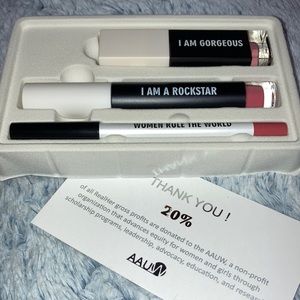 I AM GORGEOUS
I AM A ROCKSTAR
WOMEN RULE THE WORLD
THANK YOU !
20%
of all RealHer gross profits are donated to the AAUW, a non-profit
organization that advances equity for women and girls through
scholarship programs, leadership, advocacy, education, and
AAUW